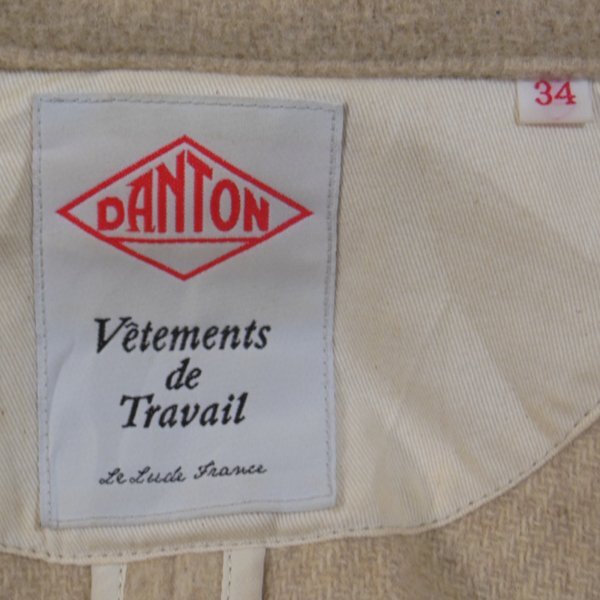 34
DANTON
Vêtements
de
Travail
Le Lude France